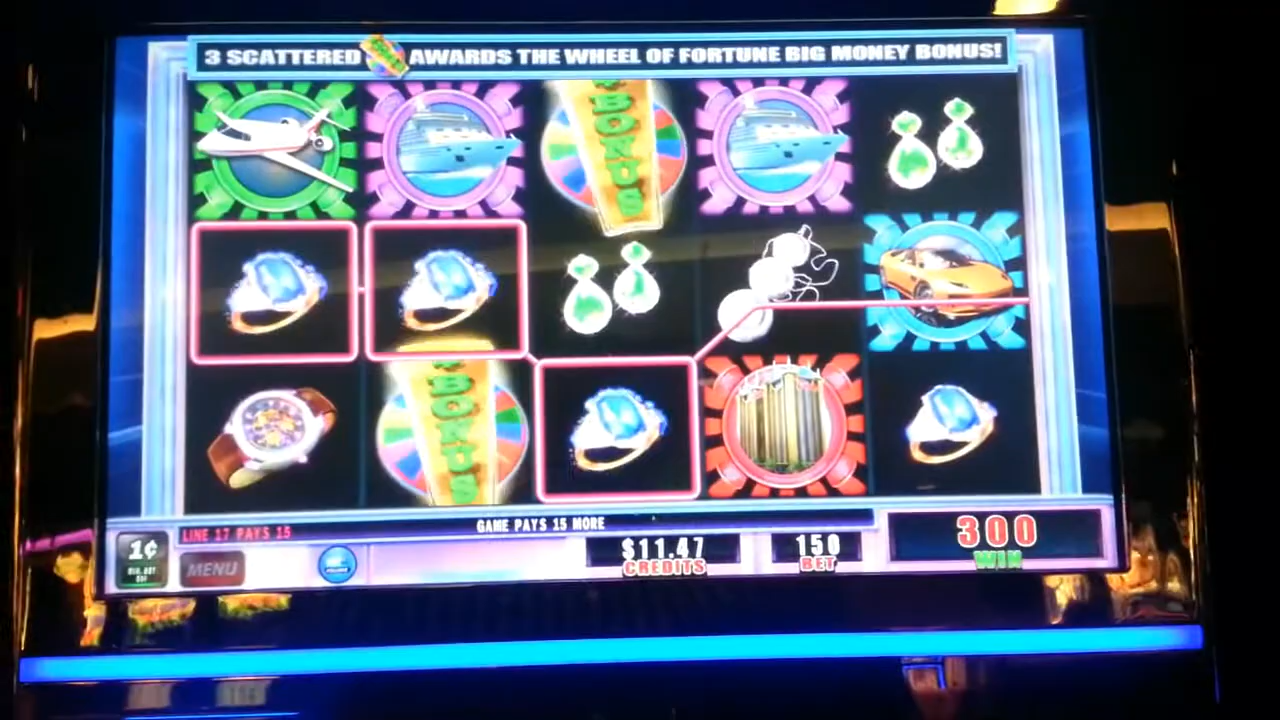 3 SCATTERED AWARDS THE WHEEL OF FORTUNE BIG MONEY BONUS!
BONUS
BONUS
LINE 17 PAYS 15
GAME PAYS 15 MORE
300
WIN
1¢
MENU
$11.47
CREDITS
150
BET